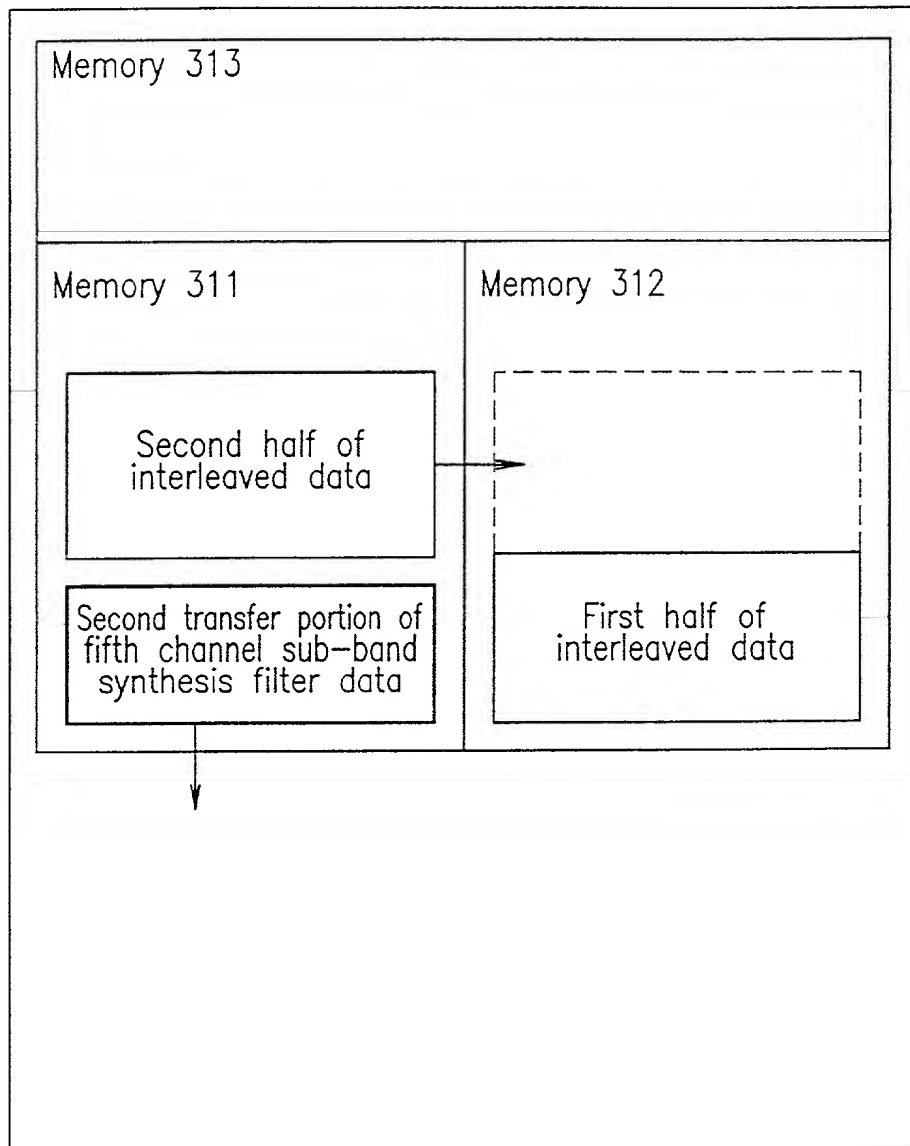 Memory 313
Memory 311
Memory 312
Second half of
interleaved data
Second transfer portion of
fifth channel sub-band
synthesis filter data
First half of
interleaved data